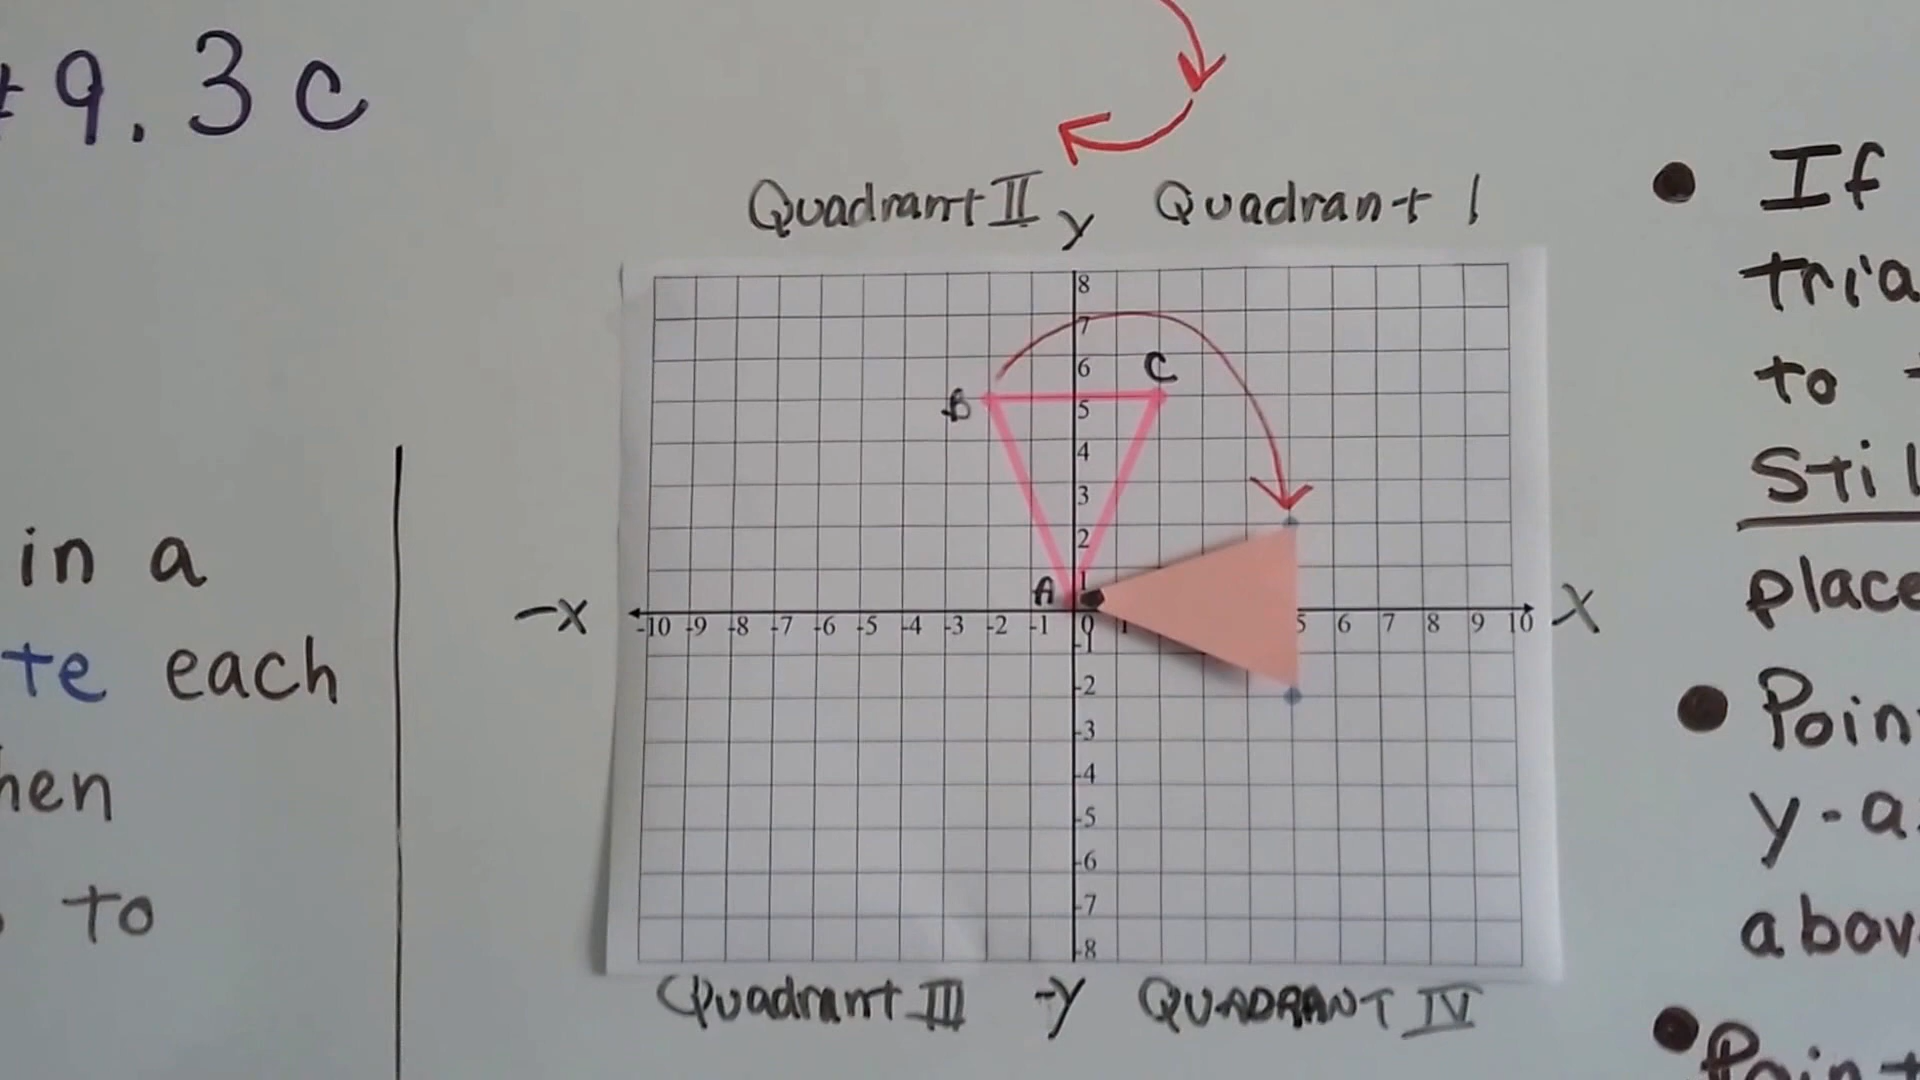 9.3c
in a
te each
hen
to
Quadrant II y Quadrant I
8
7
6
5
4
3
2
1
B
C
A
-x
x
-10 -9 -8 -7 -6 -5 -4 -3 -2 -1 0 1 5 6 7 8 9 10
-1
-2
-3
-4
-5
-6
-7
-8
Quadrant III -y QUADRANT IV
• If
tria
to
Stil
place
• Poin
y-a
abov
• Point